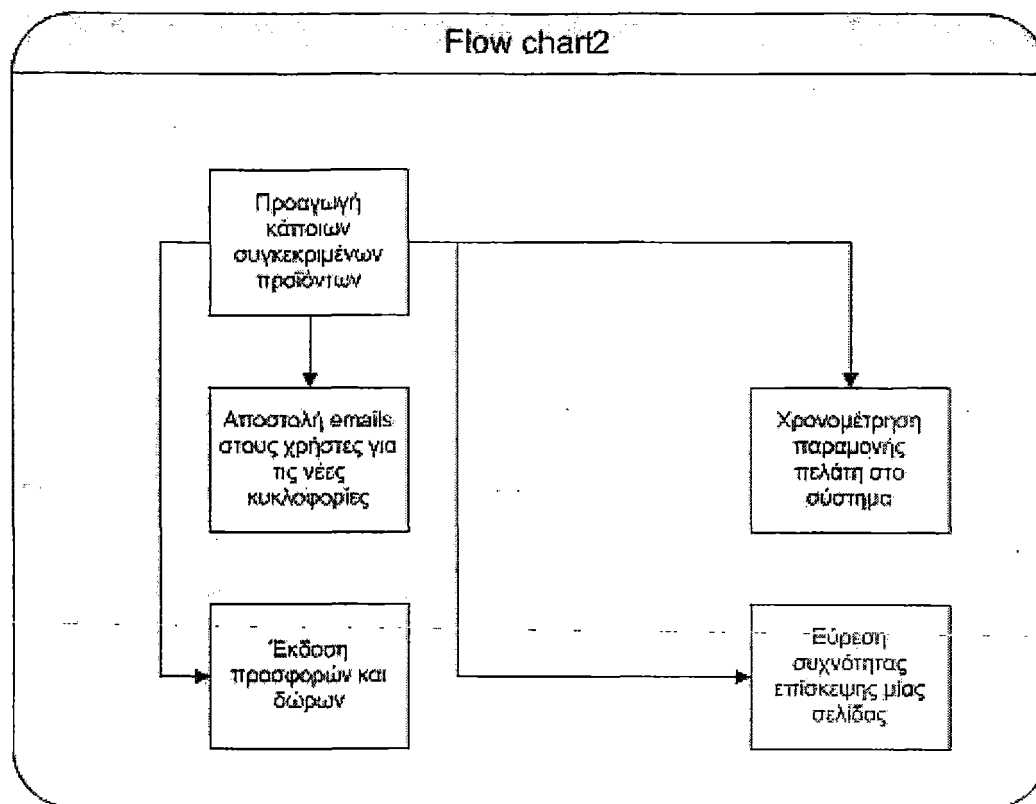 Flow chart2
Προαγωγή
κάποιων
συγκεκριμένων
προϊόντων
Αποστολή emails
στους χρήστες για
τις νέες
κυκλοφορίες
Χρονομέτρηση
παραμονής
πελάτη στο
σύστημα
Έκδοση
προσφορών και
δώρων
Εύρεση
συχνότητας
επίσκεψης μίας
σελίδας